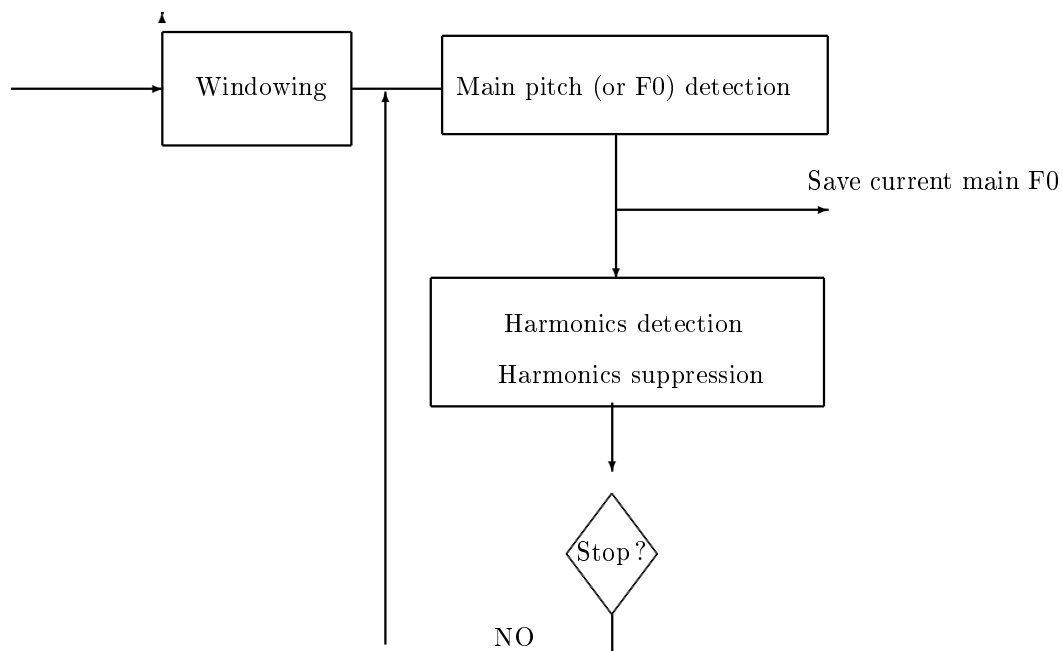 Windowing
Main pitch (or F0) detection
Save current main F0
Harmonics detection
Harmonics suppression
Stop ?
NO